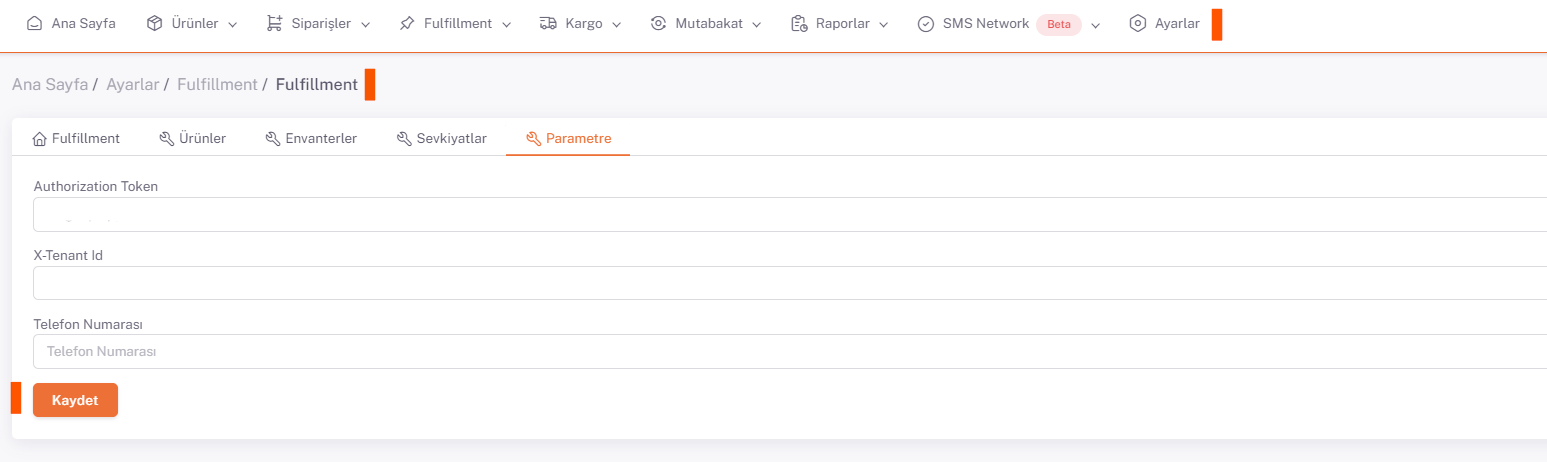 Ana Sayfa Ürünler Siparişler Fulfillment Kargo Mutabakat Raporlar SMS Network Beta Ayarlar
Ana Sayfa / Ayarlar / Fulfillment / Fulfillment
Fulfillment Ürünler Envanterler Sevkiyatlar Parametre
Authorization Token
X-Tenant Id
Telefon Numarası
Telefon Numarası
Kaydet